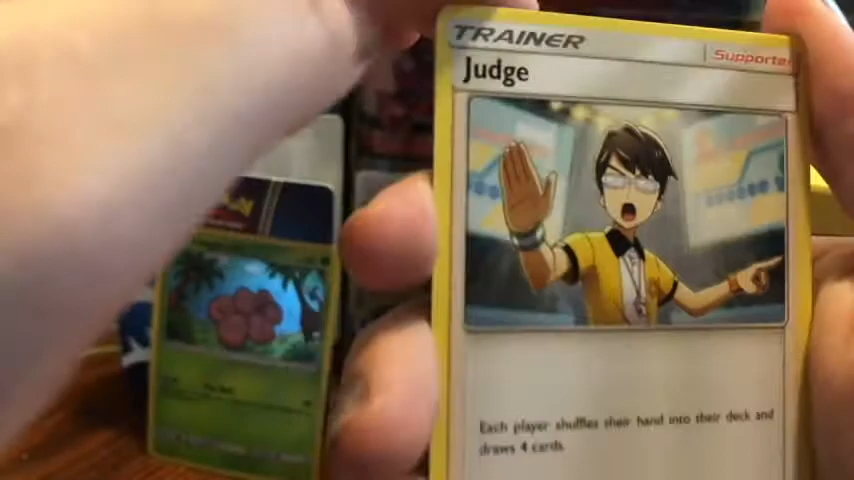 TRAINER
Supporter
Judge
Each player shuffles their hand into their deck and
draws 4 cards.